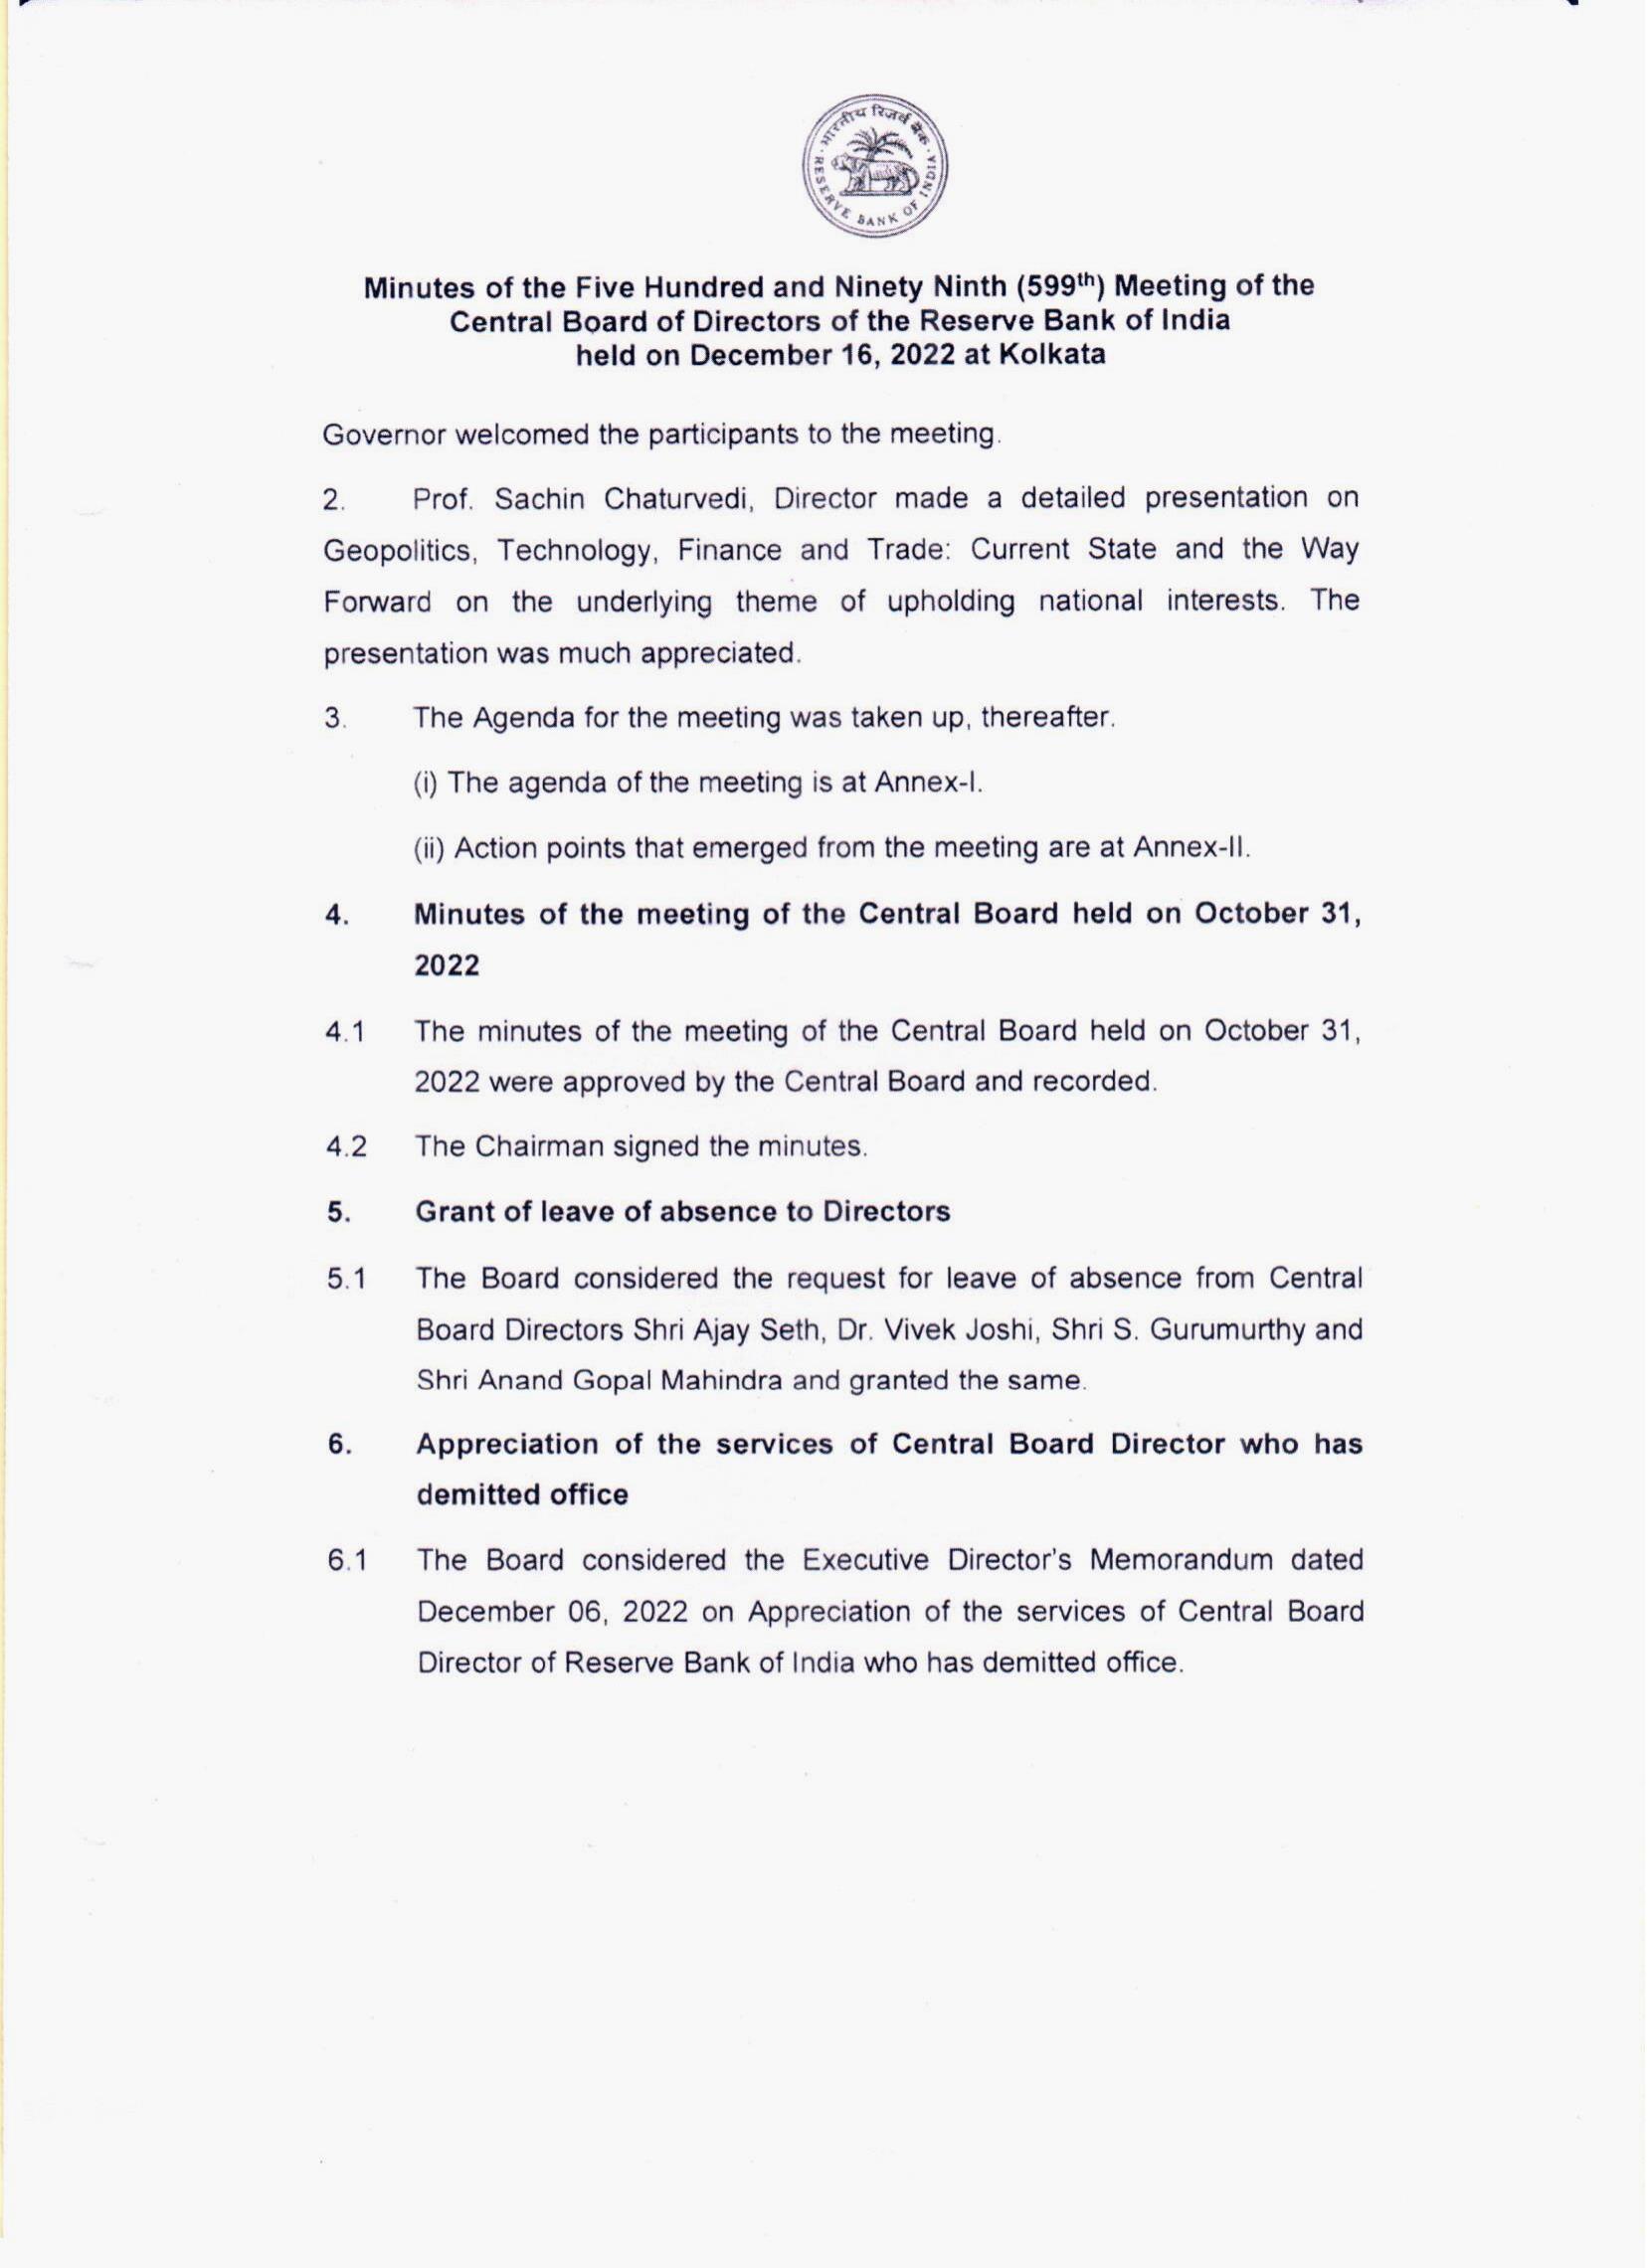 भारतीय रिज़र्व बैंक
RESERVE BANK OF INDIA
Minutes of the Five Hundred and Ninety Ninth (599th) Meeting of the
Central Board of Directors of the Reserve Bank of India
held on December 16, 2022 at Kolkata
Governor welcomed the participants to the meeting.
2. Prof. Sachin Chaturvedi, Director made a detailed presentation on
Geopolitics, Technology, Finance and Trade: Current State and the Way
Forward on the underlying theme of upholding national interests. The
presentation was much appreciated.
3. The Agenda for the meeting was taken up, thereafter.
(i) The agenda of the meeting is at Annex-I.
(ii) Action points that emerged from the meeting are at Annex-II.
4. Minutes of the meeting of the Central Board held on October 31,
2022
4.1 The minutes of the meeting of the Central Board held on October 31,
2022 were approved by the Central Board and recorded.
4.2 The Chairman signed the minutes.
5. Grant of leave of absence to Directors
5.1 The Board considered the request for leave of absence from Central
Board Directors Shri Ajay Seth, Dr. Vivek Joshi, Shri S. Gurumurthy and
Shri Anand Gopal Mahindra and granted the same.
6. Appreciation of the services of Central Board Director who has
demitted office
6.1 The Board considered the Executive Director's Memorandum dated
December 06, 2022 on Appreciation of the services of Central Board
Director of Reserve Bank of India who has demitted office.